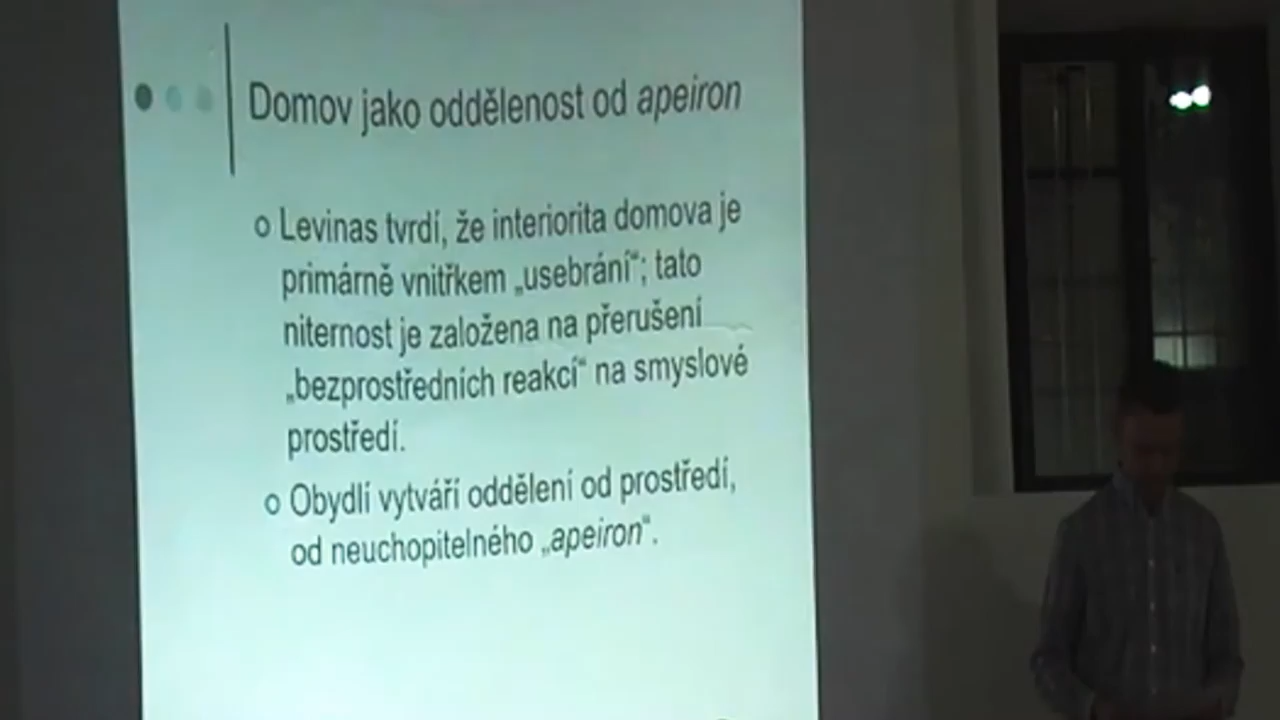 Domov jako oddělenost od apeiron
Levinas tvrdí, že interiorita domova je
primárně vnitřkem „usebrání“; tato
niternost je založena na přerušení
„bezprostředních reakcí“ na smyslové
prostředí.
Obydlí vytváří oddělení od prostředí,
od neuchopitelného „apeiron“.